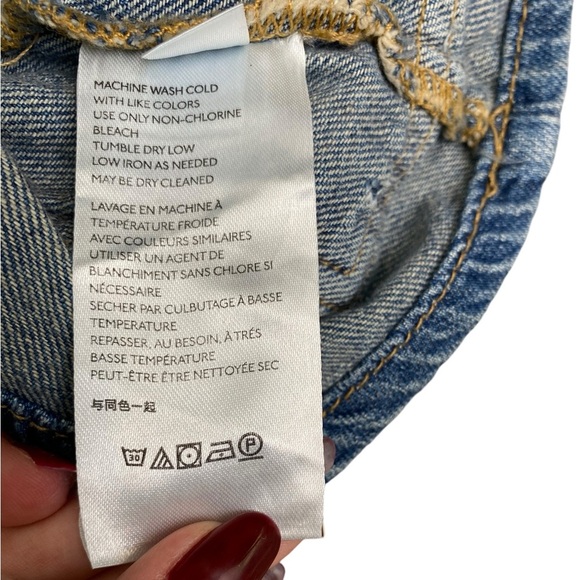 MACHINE WASH COLD
WITH LIKE COLORS
USE ONLY NON-CHLORINE
BLEACH
TUMBLE DRY LOW
LOW IRON AS NEEDED
MAY BE DRY CLEANED
LAVAGE EN MACHINE À
TEMPÉRATURE FROIDE
AVEC COULEURS SIMILAIRES
UTILISER UN AGENT DE
BLANCHIMENT SANS CHLORE SI
NÉCESSAIRE
SECHER PAR CULBUTAGE À BASSE
TEMPERATURE
REPASSER, AU BESOIN, À TRÉS
BASSE TEMPÉRATURE
PEUT-ÊTRE ÊTRE NETTOYÉE SEC
与同色一起
30 P